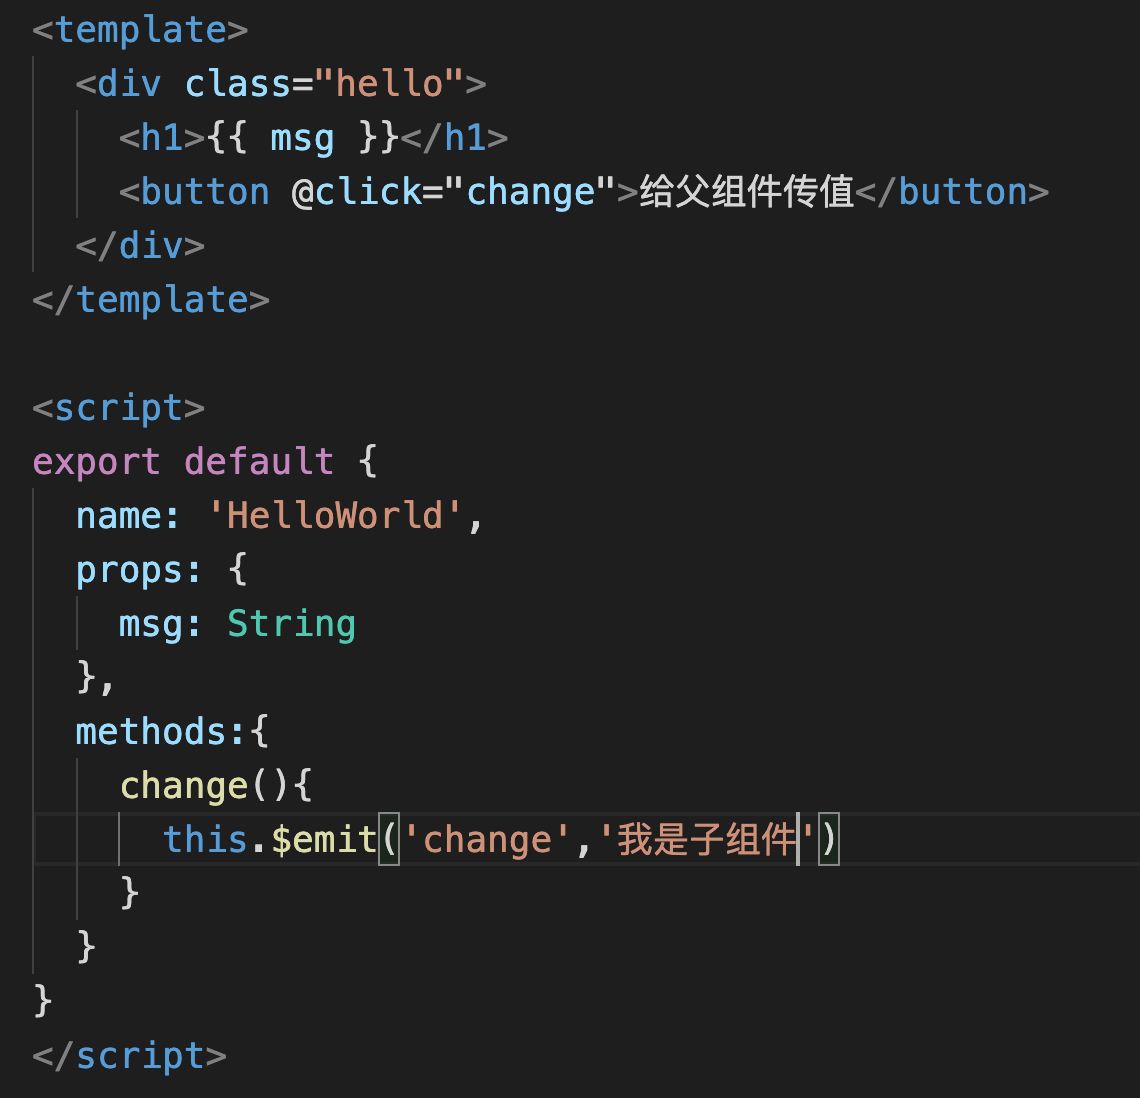 <template>
  <div class="hello">
    <h1>{{ msg }}</h1>
    <button @click="change">给父组件传值</button>
  </div>
</template>

<script>
export default {
  name: 'HelloWorld',
  props: {
    msg: String
  },
  methods:{
    change(){
      this.$emit('change','我是子组件')
    }
  }
}
</script>